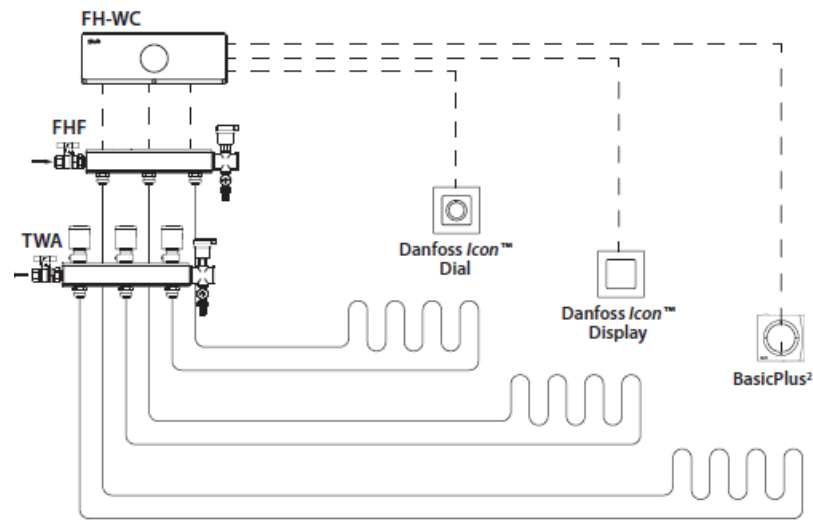 FH-WC
FHF
TWA
Danfoss Icon™
Dial
Danfoss Icon™
Display
BasicPlus²